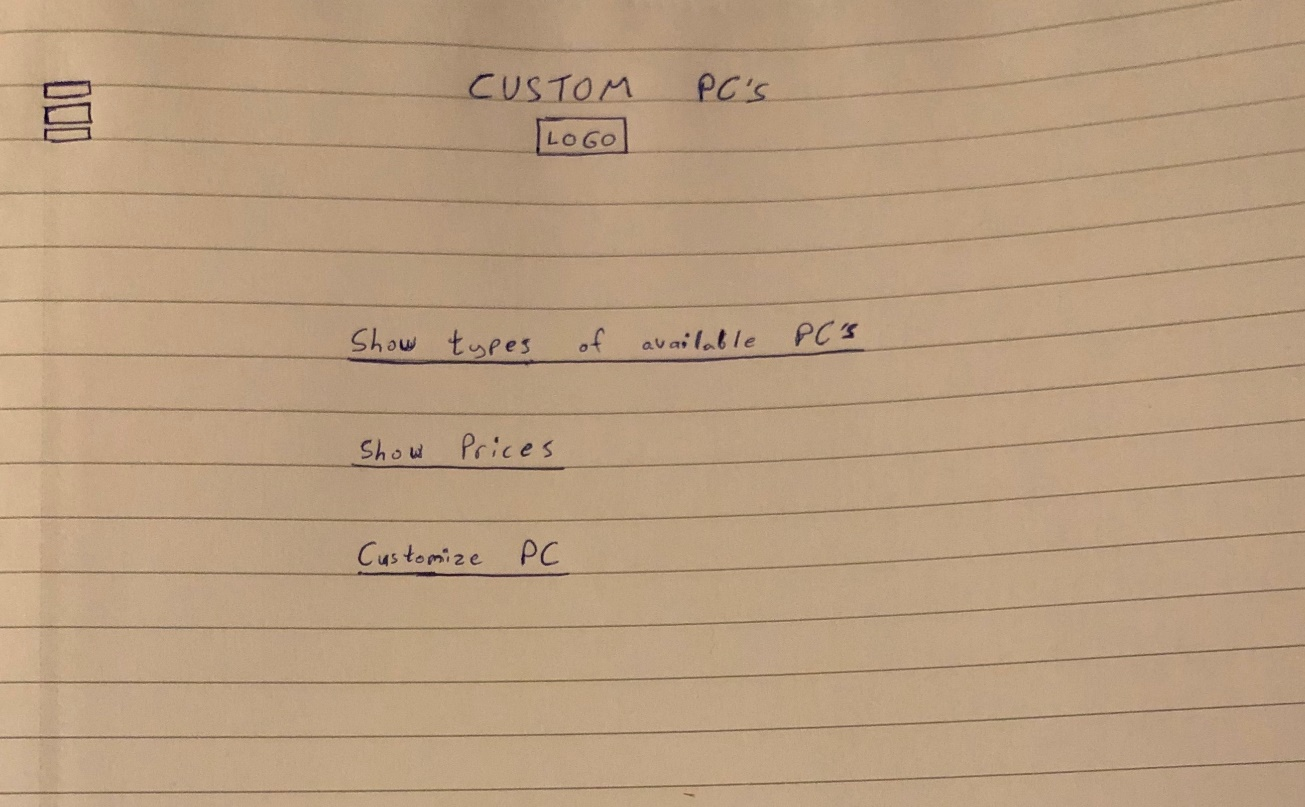 CUSTOM PC's
LOGO
Show types of available PC's
Show Prices
Customize PC